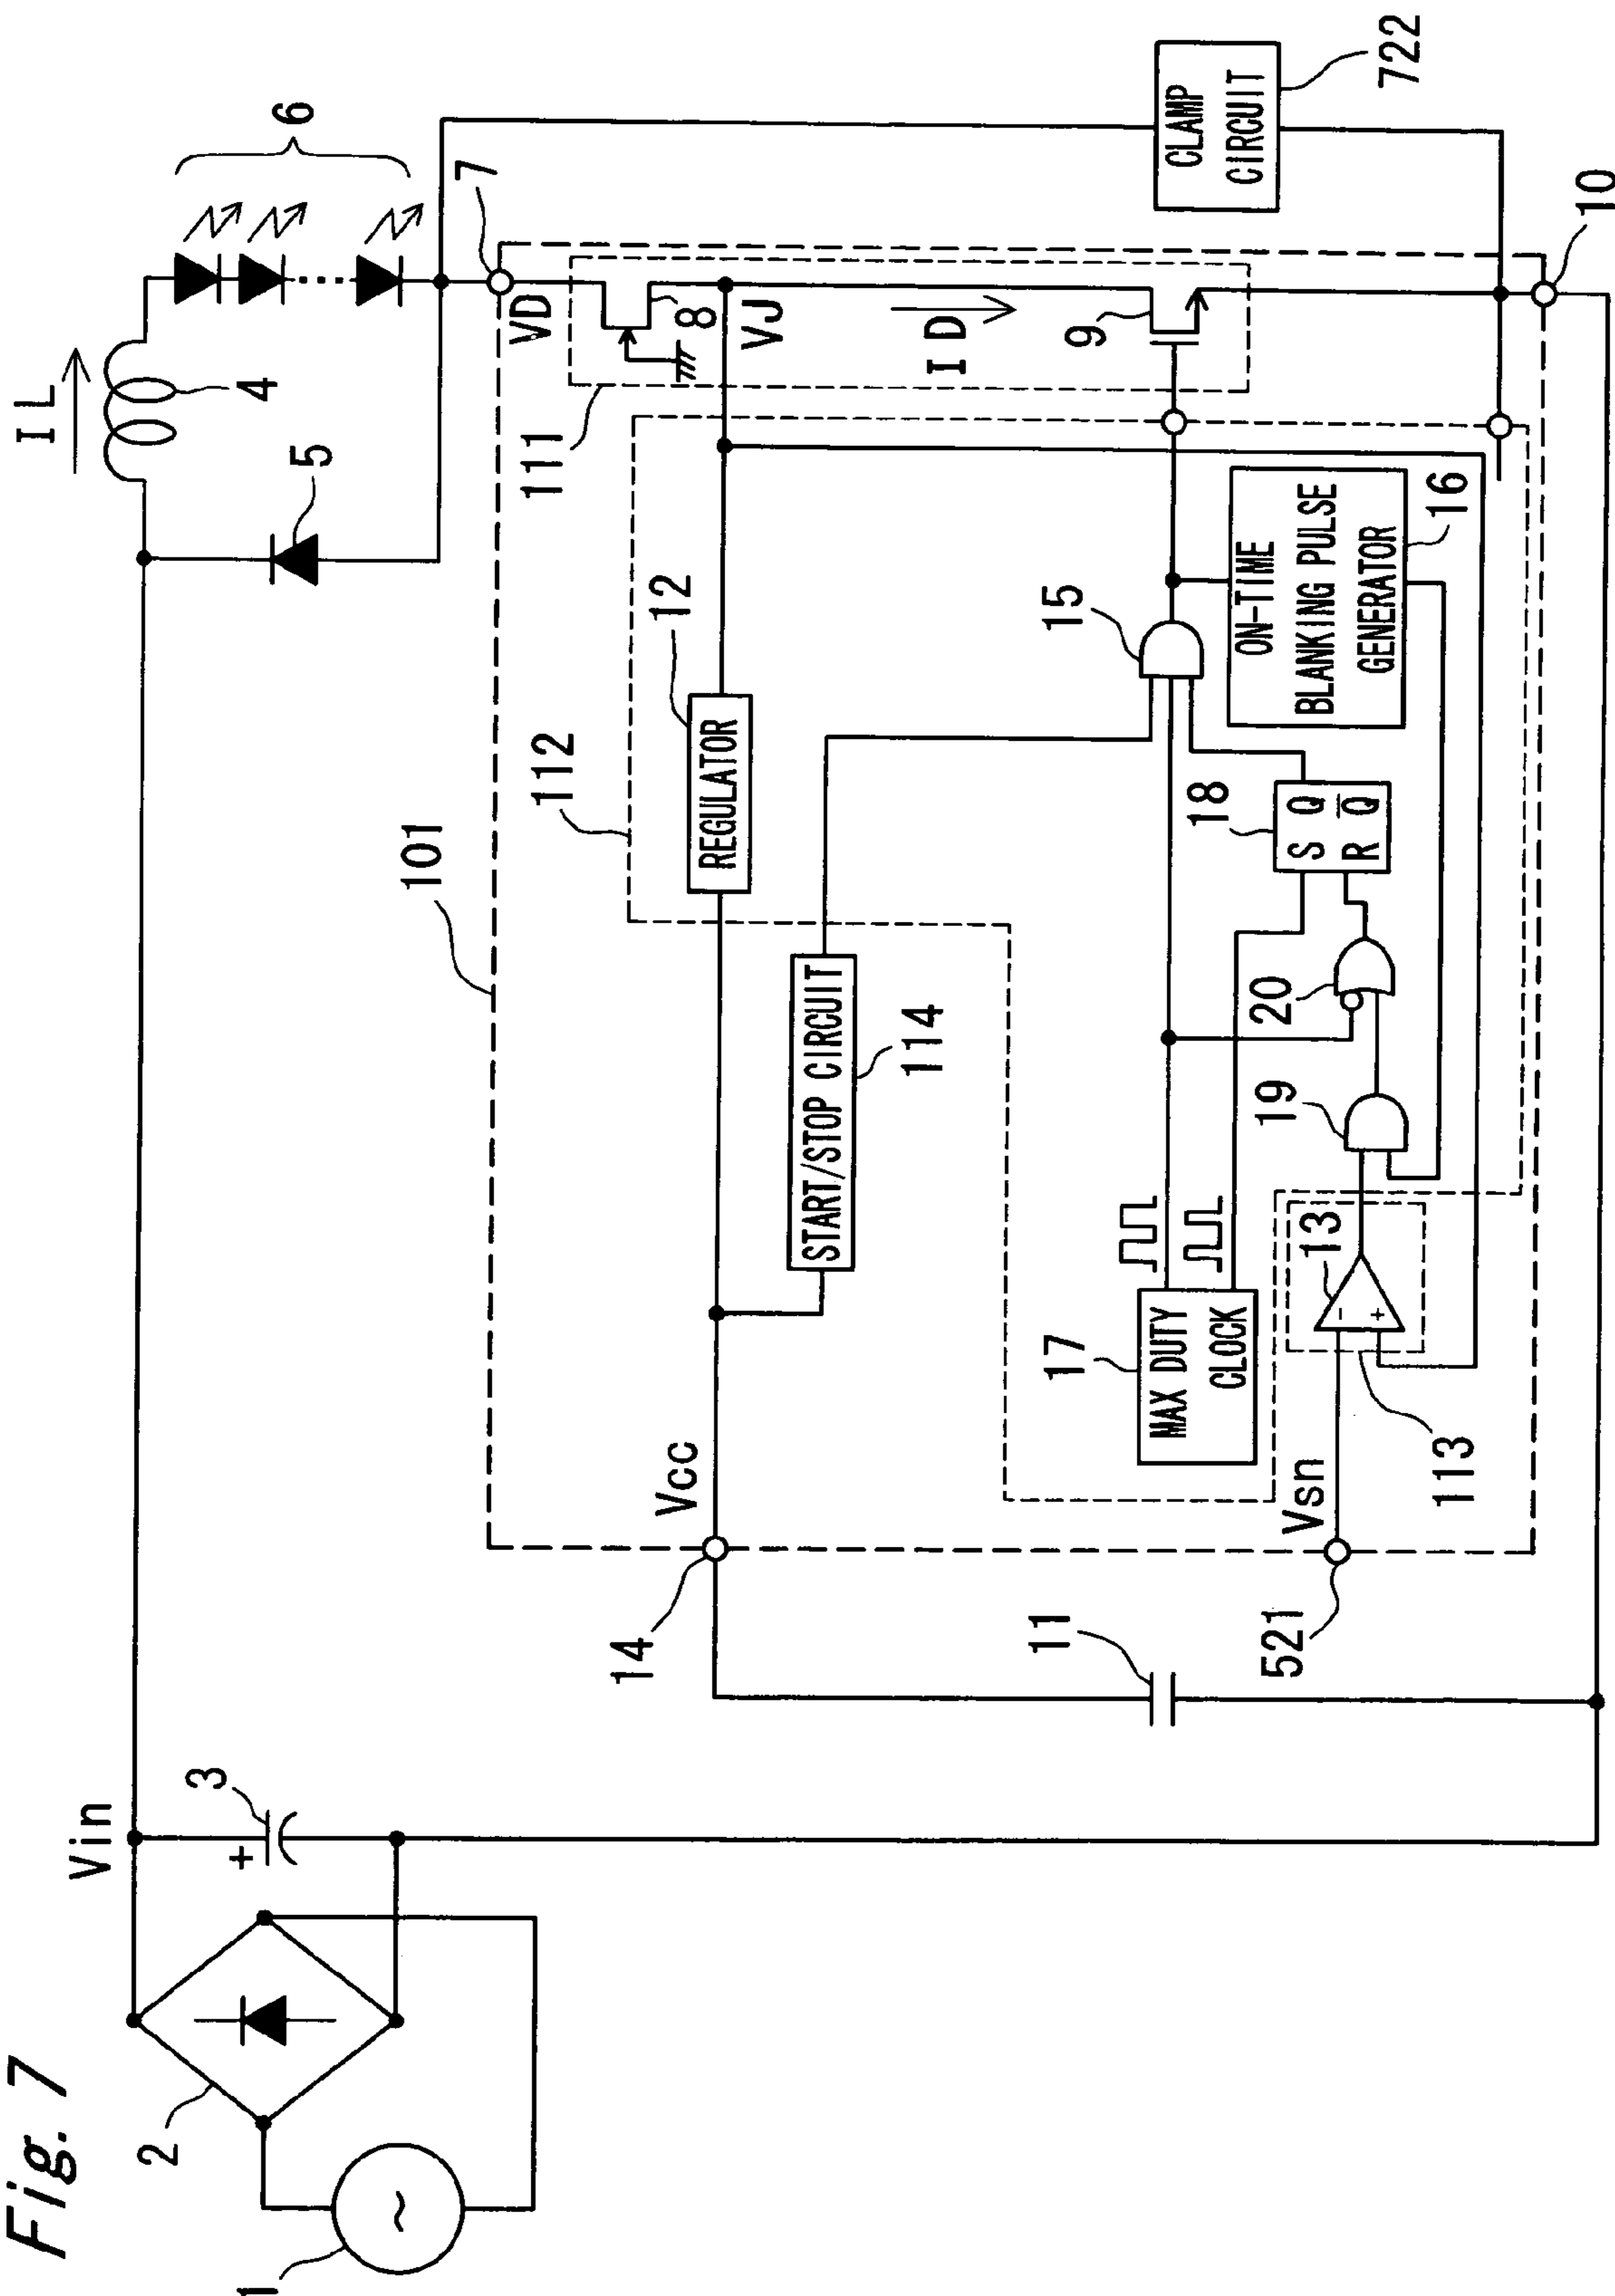 Fig. 7
1
2
Vin
3
+
~
IL
4
5
6
7
VD
8
VJ
ID
9
10
111
112
101
12
REGULATOR
START/STOP CIRCUIT
114
15
ON-TIME
BLANKING PULSE
GENERATOR
16
18
S Q
R Q̅
20
19
17
MAX DUTY
CLOCK
13
-
+
113
Vcc
14
Vsn
521
11
CLAMP
CIRCUIT
722